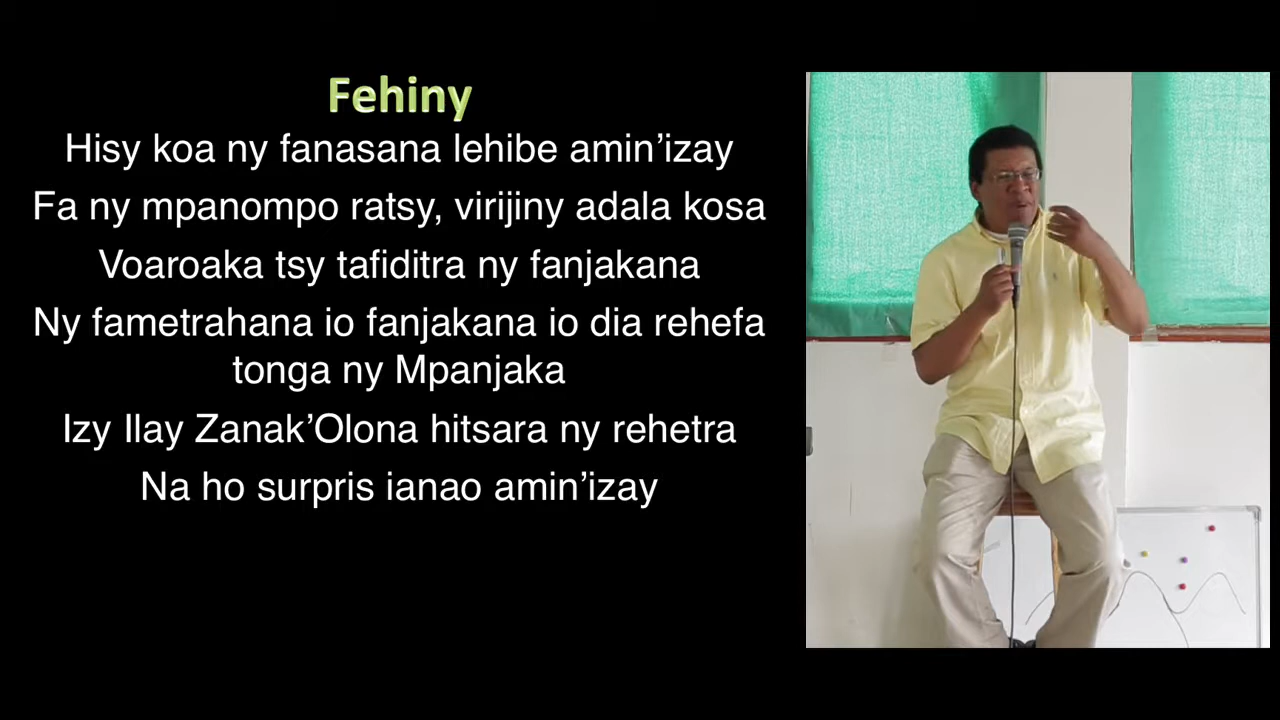 Fehiny
Hisy koa ny fanasana lehibe amin’izay
Fa ny mpanompo ratsy, virijiny adala kosa
Voaroaka tsy tafiditra ny fanjakana
Ny fametrahana io fanjakana io dia rehefa
tonga ny Mpanjaka
Izy Ilay Zanak’Olona hitsara ny rehetra
Na ho surpris ianao amin’izay